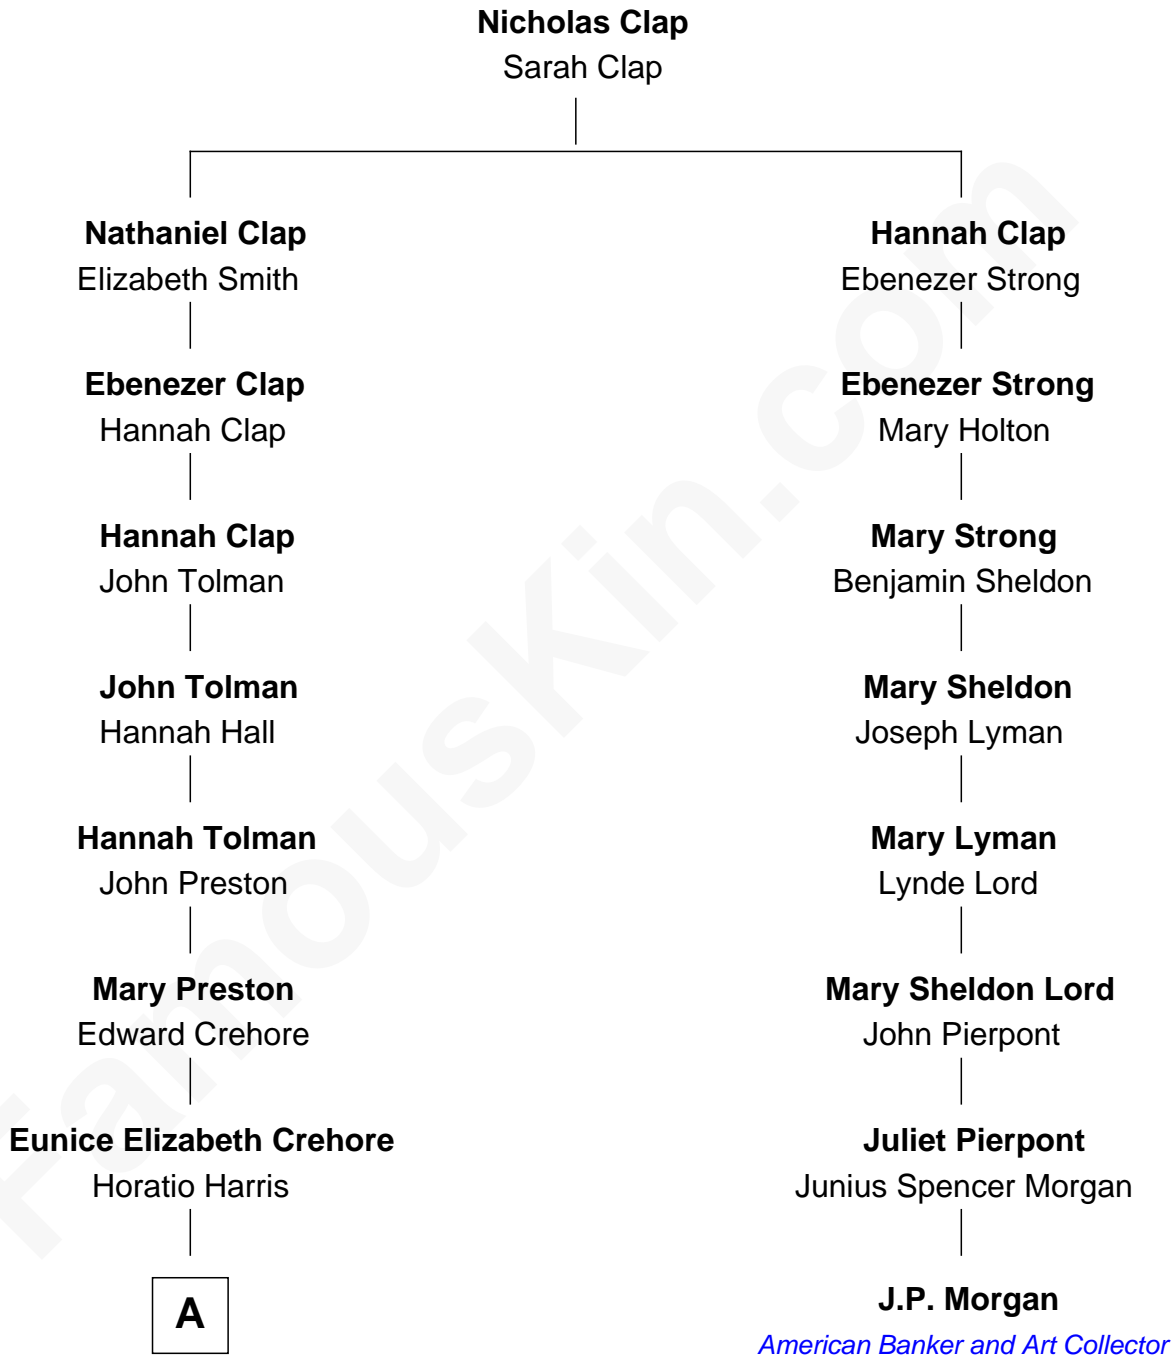 Nicholas Clap
Sarah Clap
Nathaniel Clap
Elizabeth Smith
Hannah Clap
Ebenezer Strong
Ebenezer Clap
Hannah Clap
Ebenezer Strong
Mary Holton
Hannah Clap
John Tolman
Mary Strong
Benjamin Sheldon
John Tolman
Hannah Hall
Mary Sheldon
Joseph Lyman
Hannah Tolman
John Preston
Mary Lyman
Lynde Lord
Mary Preston
Edward Crehore
Mary Sheldon Lord
John Pierpont
Eunice Elizabeth Crehore
Horatio Harris
Juliet Pierpont
Junius Spencer Morgan
A
J.P. Morgan
American Banker and Art Collector
FamousKin.com